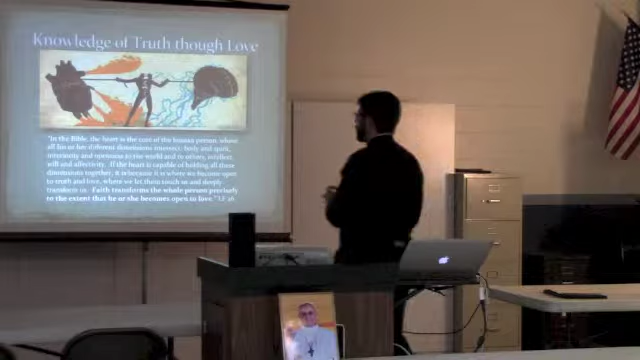 Knowledge of Truth though Love
"In the Bible, the heart is the core of the human person, where
all his or her different dimensions intersect: body and spirit,
interiority and openness to the world and to others, intellect,
will and affectivity. If the heart is capable of holding all these
dimensions together, it is because it is where we become open
to truth and love, where we let them touch us and deeply
transform us. Faith transforms the whole person precisely
to the extent that he or she becomes open to love." LF 26